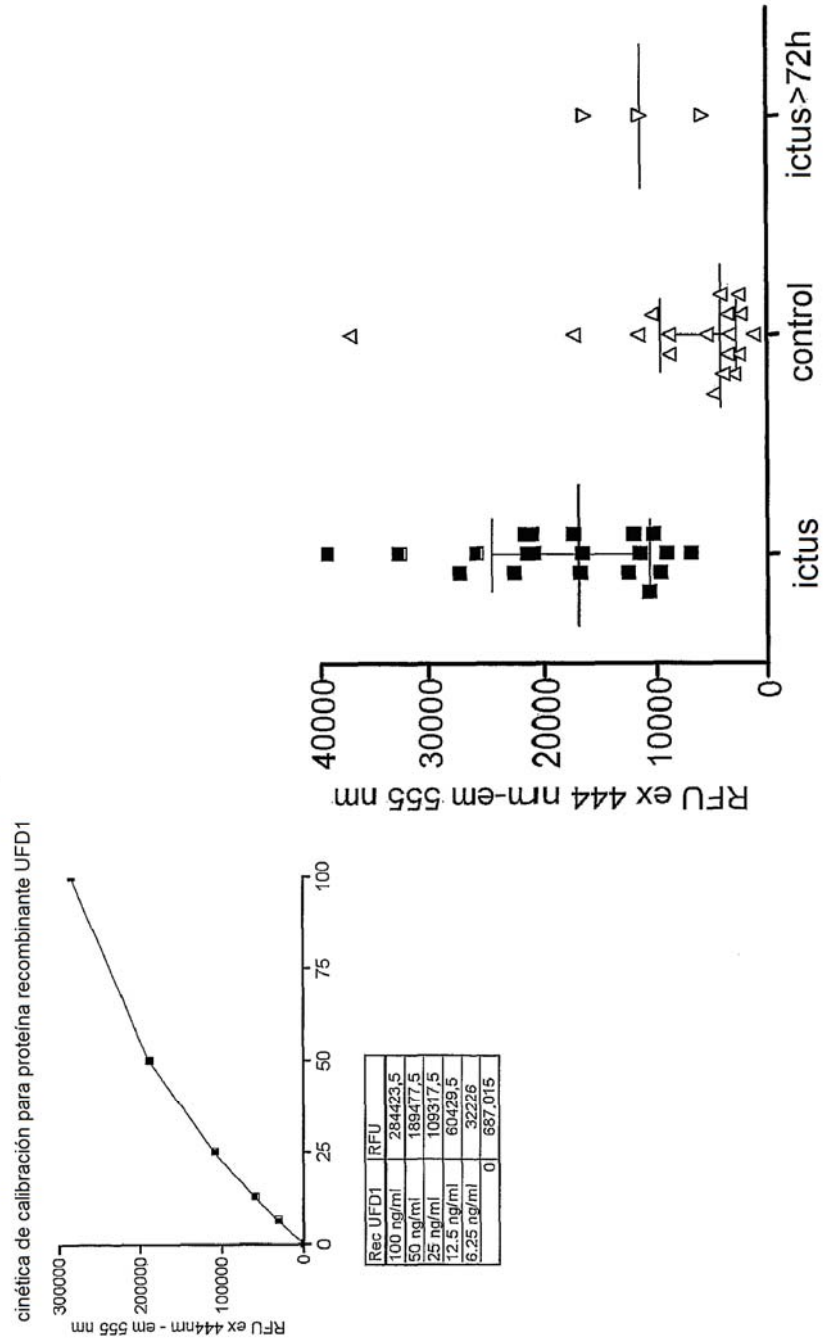 cinética de calibración para proteína recombinante UFD1
RFU ex 444nm - em 555 nm
300000
200000
100000
0
0
25
50
75
100
Rec UFD1 RFU
100 ng/ml 284423,5
50 ng/ml 189477,5
25 ng/ml 109317,5
12.5 ng/ml 60429,5
6.25 ng/ml 32226
0 687,015
RFU ex 444 nm-em 555 nm
40000
30000
20000
10000
0
ictus
control
ictus>72h